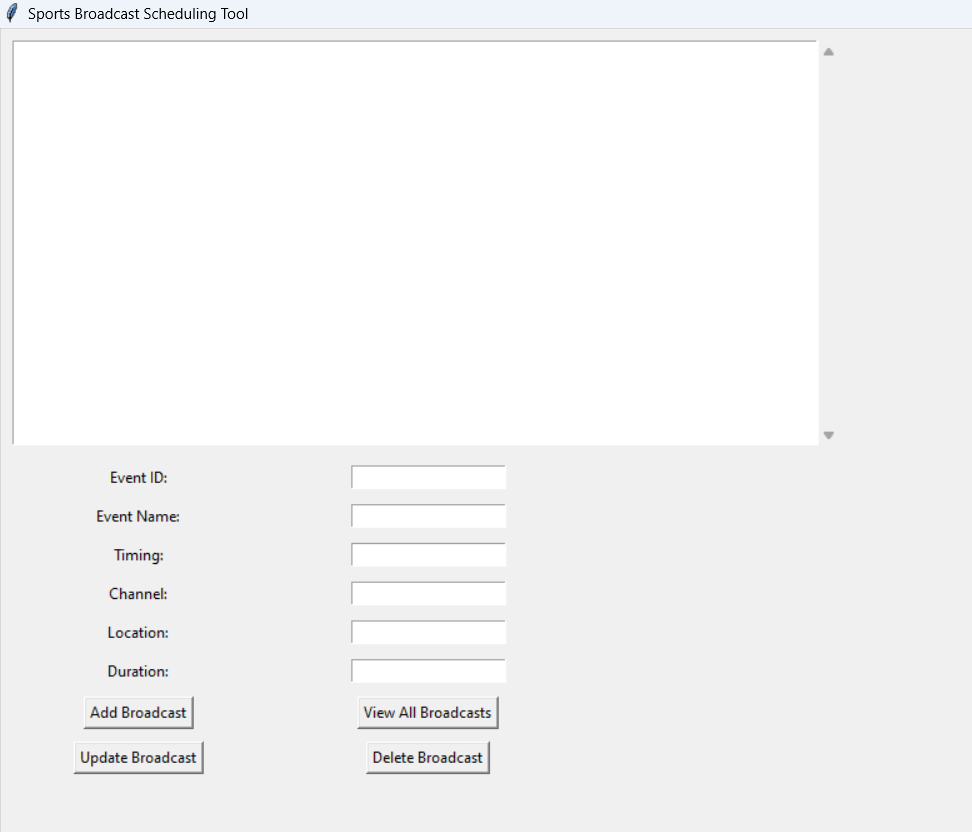 Sports Broadcast Scheduling Tool
Event ID:
Event Name:
Timing:
Channel:
Location:
Duration:
Add Broadcast View All Broadcasts
Update Broadcast Delete Broadcast